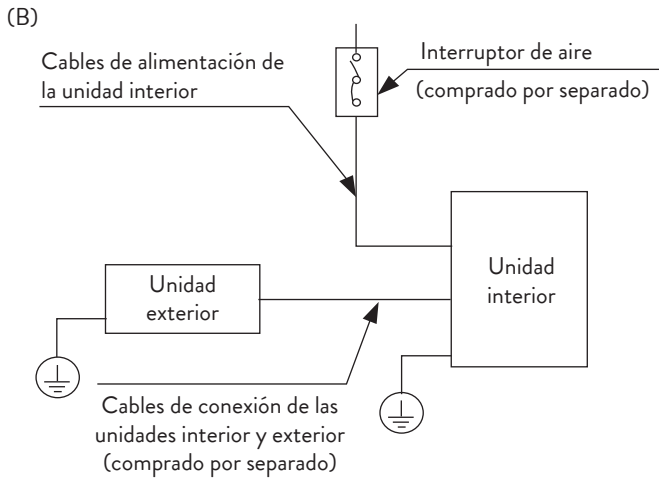 (B)
Cables de alimentación de
la unidad interior
Interruptor de aire
(comprado por separado)
Unidad
exterior
Unidad
interior
Cables de conexión de las
unidades interior y exterior
(comprado por separado)